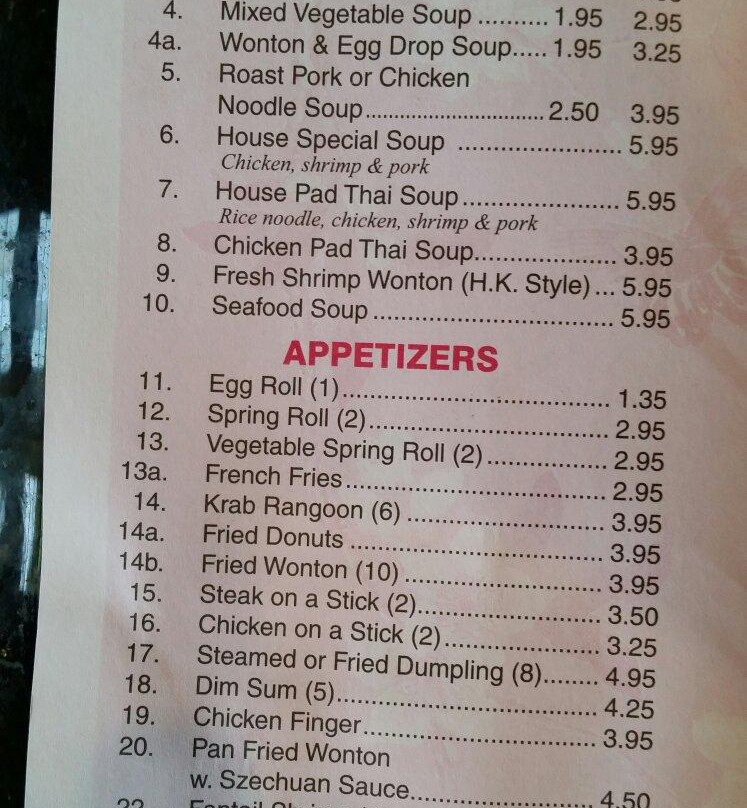 4. Mixed Vegetable Soup .......... 1.95 2.95
4a. Wonton & Egg Drop Soup..... 1.95 3.25
5. Roast Pork or Chicken
Noodle Soup................................ 2.50 3.95
6. House Special Soup ....................... 5.95
Chicken, shrimp & pork
7. House Pad Thai Soup...................... 5.95
Rice noodle, chicken, shrimp & pork
8. Chicken Pad Thai Soup.................... 3.95
9. Fresh Shrimp Wonton (H.K. Style) ... 5.95
10. Seafood Soup .................................. 5.95
APPETIZERS
11. Egg Roll (1)...................................... 1.35
12. Spring Roll (2).................................. 2.95
13. Vegetable Spring Roll (2)................. 2.95
13a. French Fries..................................... 2.95
14. Krab Rangoon (6) ............................ 3.95
14a. Fried Donuts .................................... 3.95
14b. Fried Wonton (10) ............................ 3.95
15. Steak on a Stick (2).......................... 3.50
16. Chicken on a Stick (2)...................... 3.25
17. Steamed or Fried Dumpling (8)........ 4.95
18. Dim Sum (5)..................................... 4.25
19. Chicken Finger................................. 3.95
20. Pan Fried Wonton
w. Szechuan Sauce.......................... 4.50